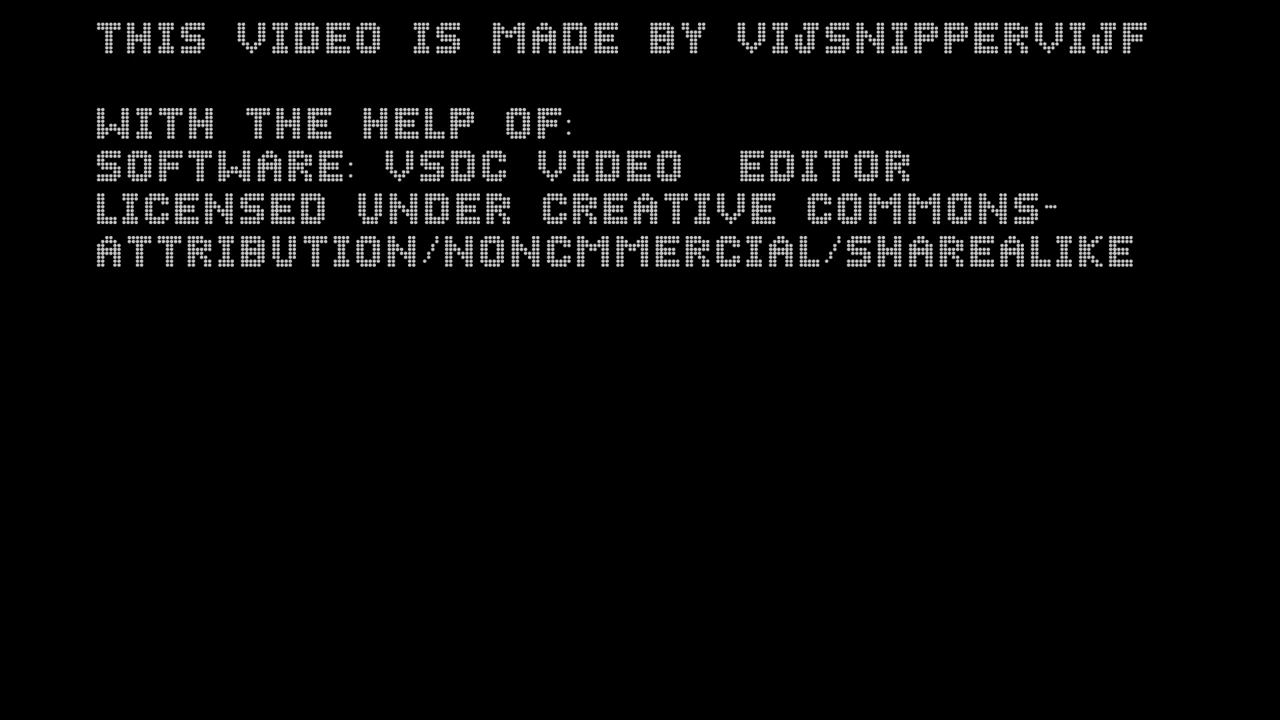 THIS VIDEO IS MADE BY VIJSNIPPERVIJF
WITH THE HELP OF:
SOFTWARE: VSDC VIDEO  EDITOR
LICENSED UNDER CREATIVE COMMONS-
ATTRIBUTION/NONCMMERCIAL/SHAREALIKE